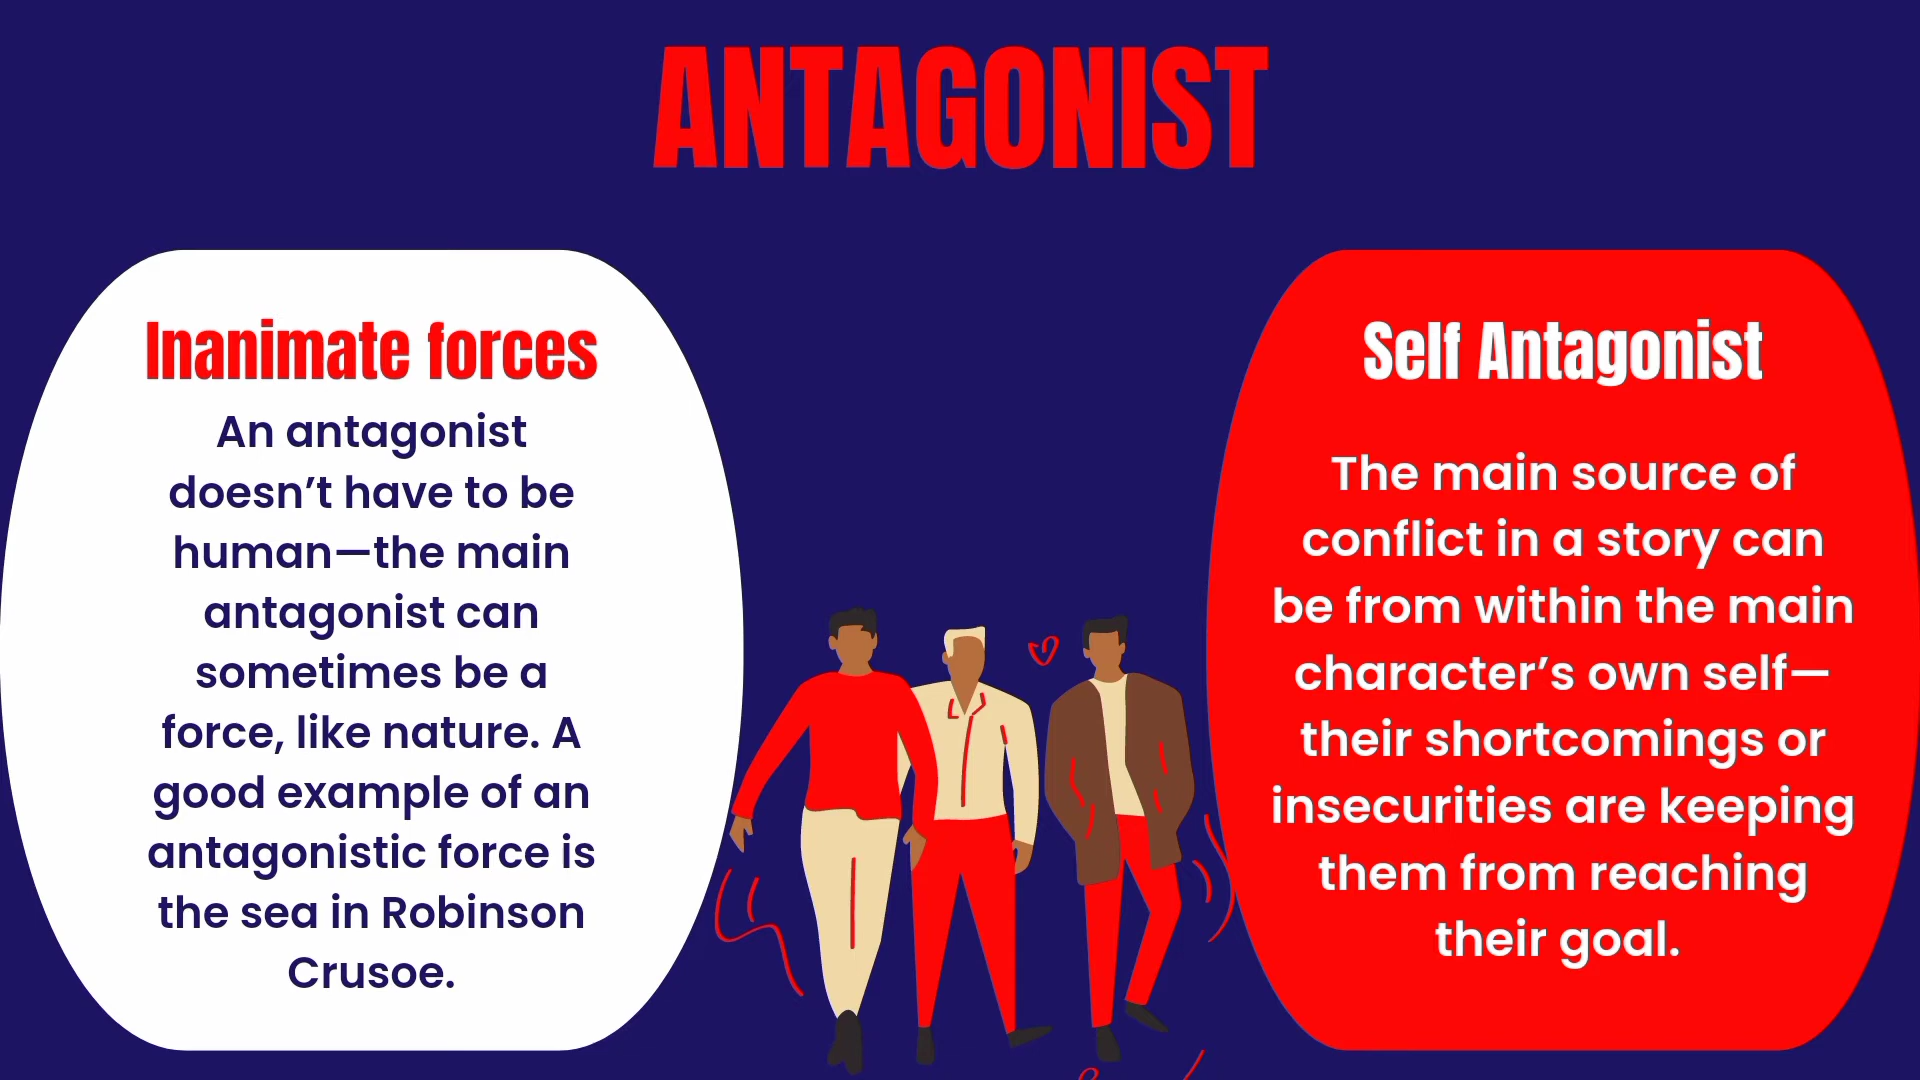 ANTAGONIST
Inanimate forces
An antagonist
doesn’t have to be
human—the main
antagonist can
sometimes be a
force, like nature. A
good example of an
antagonistic force is
the sea in Robinson
Crusoe.
Self Antagonist
The main source of
conflict in a story can
be from within the main
character’s own self—
their shortcomings or
insecurities are keeping
them from reaching
their goal.